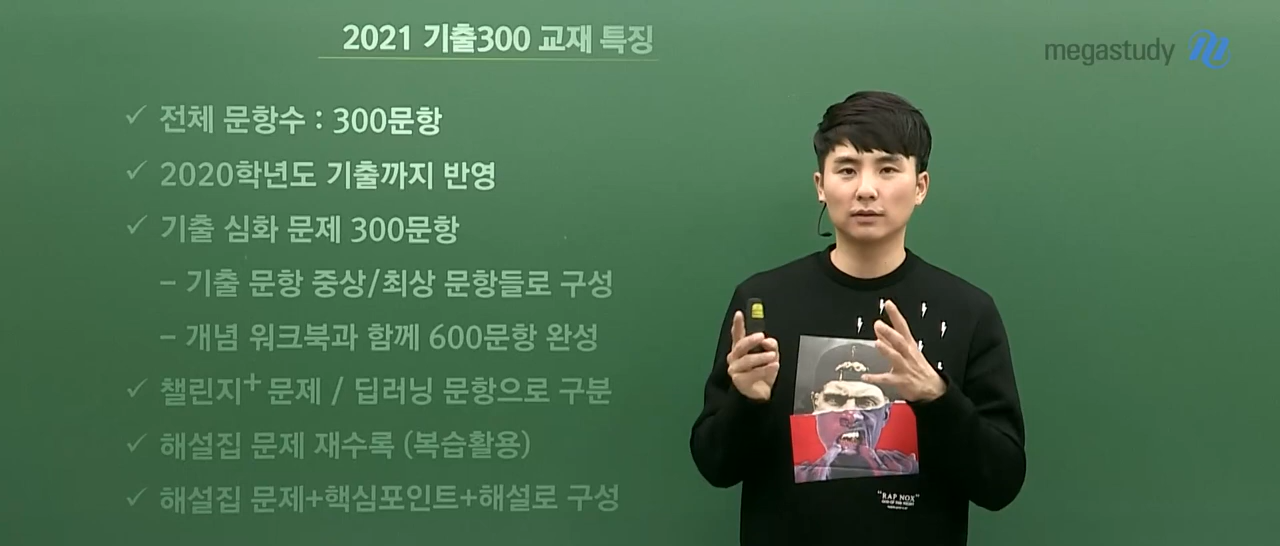 2021 기출300 교재 특징
megastudy
✓ 전체 문항수 : 300문항
✓ 2020학년도 기출까지 반영
✓ 기출 심화 문제 300문항
– 기출 문항 중상/최상 문항들로 구성
– 개념 워크북과 함께 600문항 완성
✓ 챌린지+ 문제 / 딥러닝 문항으로 구분
✓ 해설집 문제 재수록 (복습활용)
✓ 해설집 문제+핵심포인트+해설로 구성
"RAP NOX"